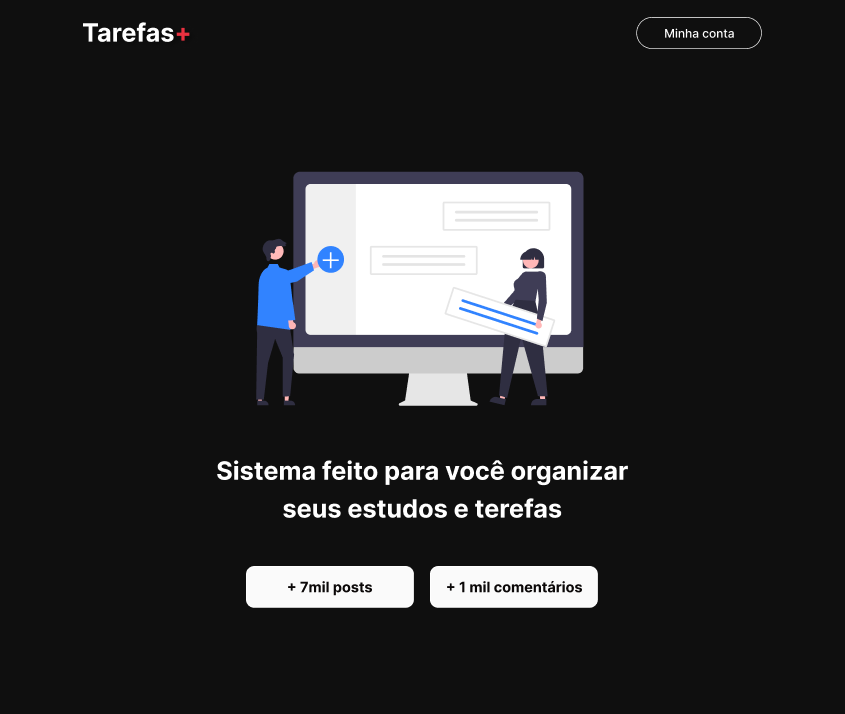 Tarefas+
Minha conta
Sistema feito para você organizar
seus estudos e terefas
+ 7mil posts
+ 1 mil comentários